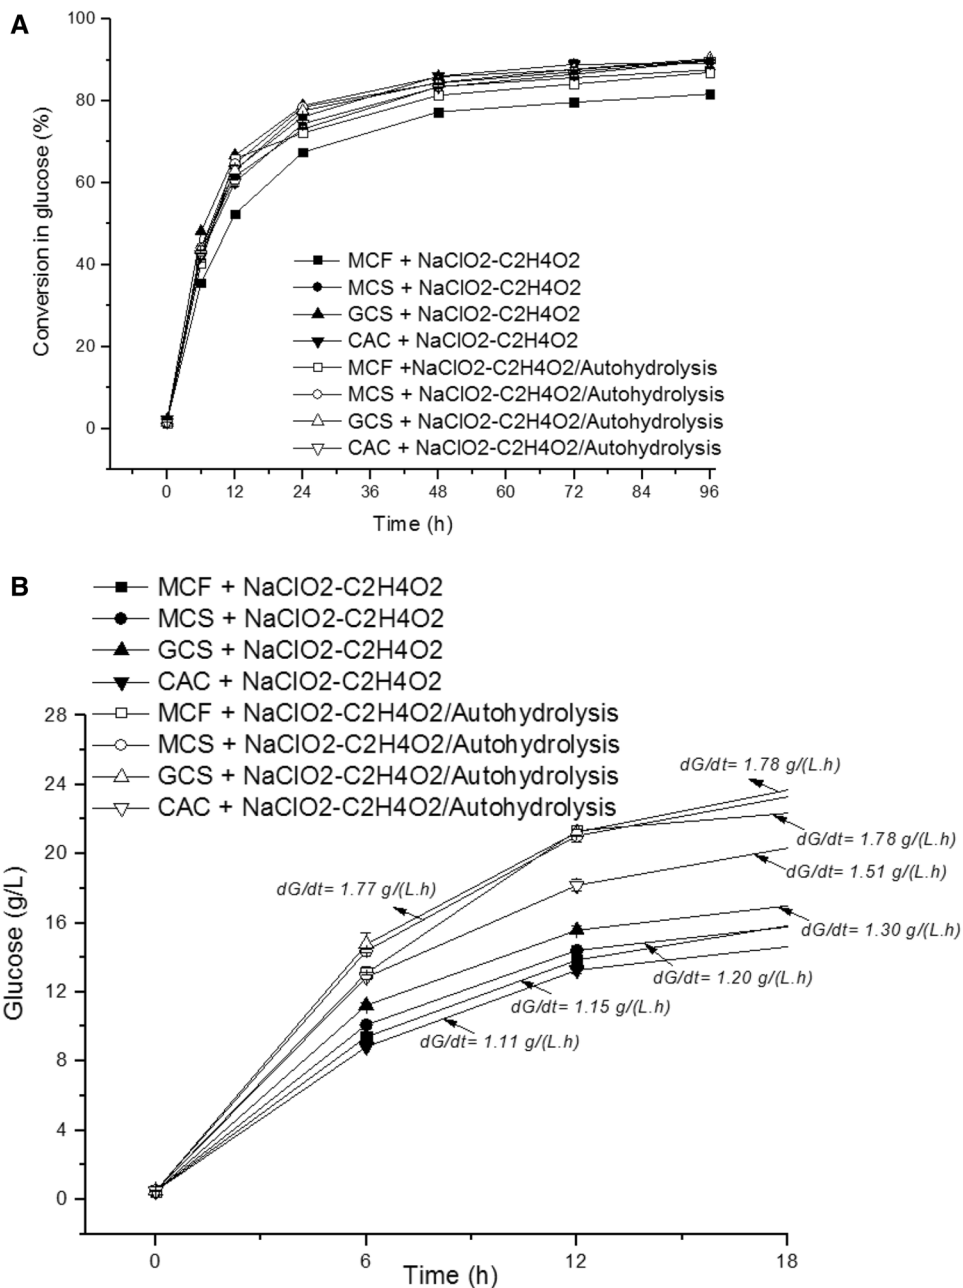 A
100
80
60
40
20
0
Conversion in glucose (%)
MCF + NaClO2-C2H4O2
MCS + NaClO2-C2H4O2
GCS + NaClO2-C2H4O2
CAC + NaClO2-C2H4O2
MCF +NaClO2-C2H4O2/Autohydrolysis
MCS + NaClO2-C2H4O2/Autohydrolysis
GCS + NaClO2-C2H4O2/Autohydrolysis
CAC + NaClO2-C2H4O2/Autohydrolysis
0 12 24 36 48 60 72 84 96
Time (h)
B
MCF + NaClO2-C2H4O2
MCS + NaClO2-C2H4O2
GCS + NaClO2-C2H4O2
CAC + NaClO2-C2H4O2
MCF + NaClO2-C2H4O2/Autohydrolysis
MCS + NaClO2-C2H4O2/Autohydrolysis
GCS + NaClO2-C2H4O2/Autohydrolysis
CAC + NaClO2-C2H4O2/Autohydrolysis
28
24
20
16
12
8
4
0
Glucose (g/L)
dG/dt= 1.78 g/(L.h)
dG/dt= 1.78 g/(L.h)
dG/dt= 1.51 g/(L.h)
dG/dt= 1.77 g/(L.h)
dG/dt= 1.30 g/(L.h)
dG/dt= 1.20 g/(L.h)
dG/dt= 1.15 g/(L.h)
dG/dt= 1.11 g/(L.h)
0 6 12 18
Time (h)